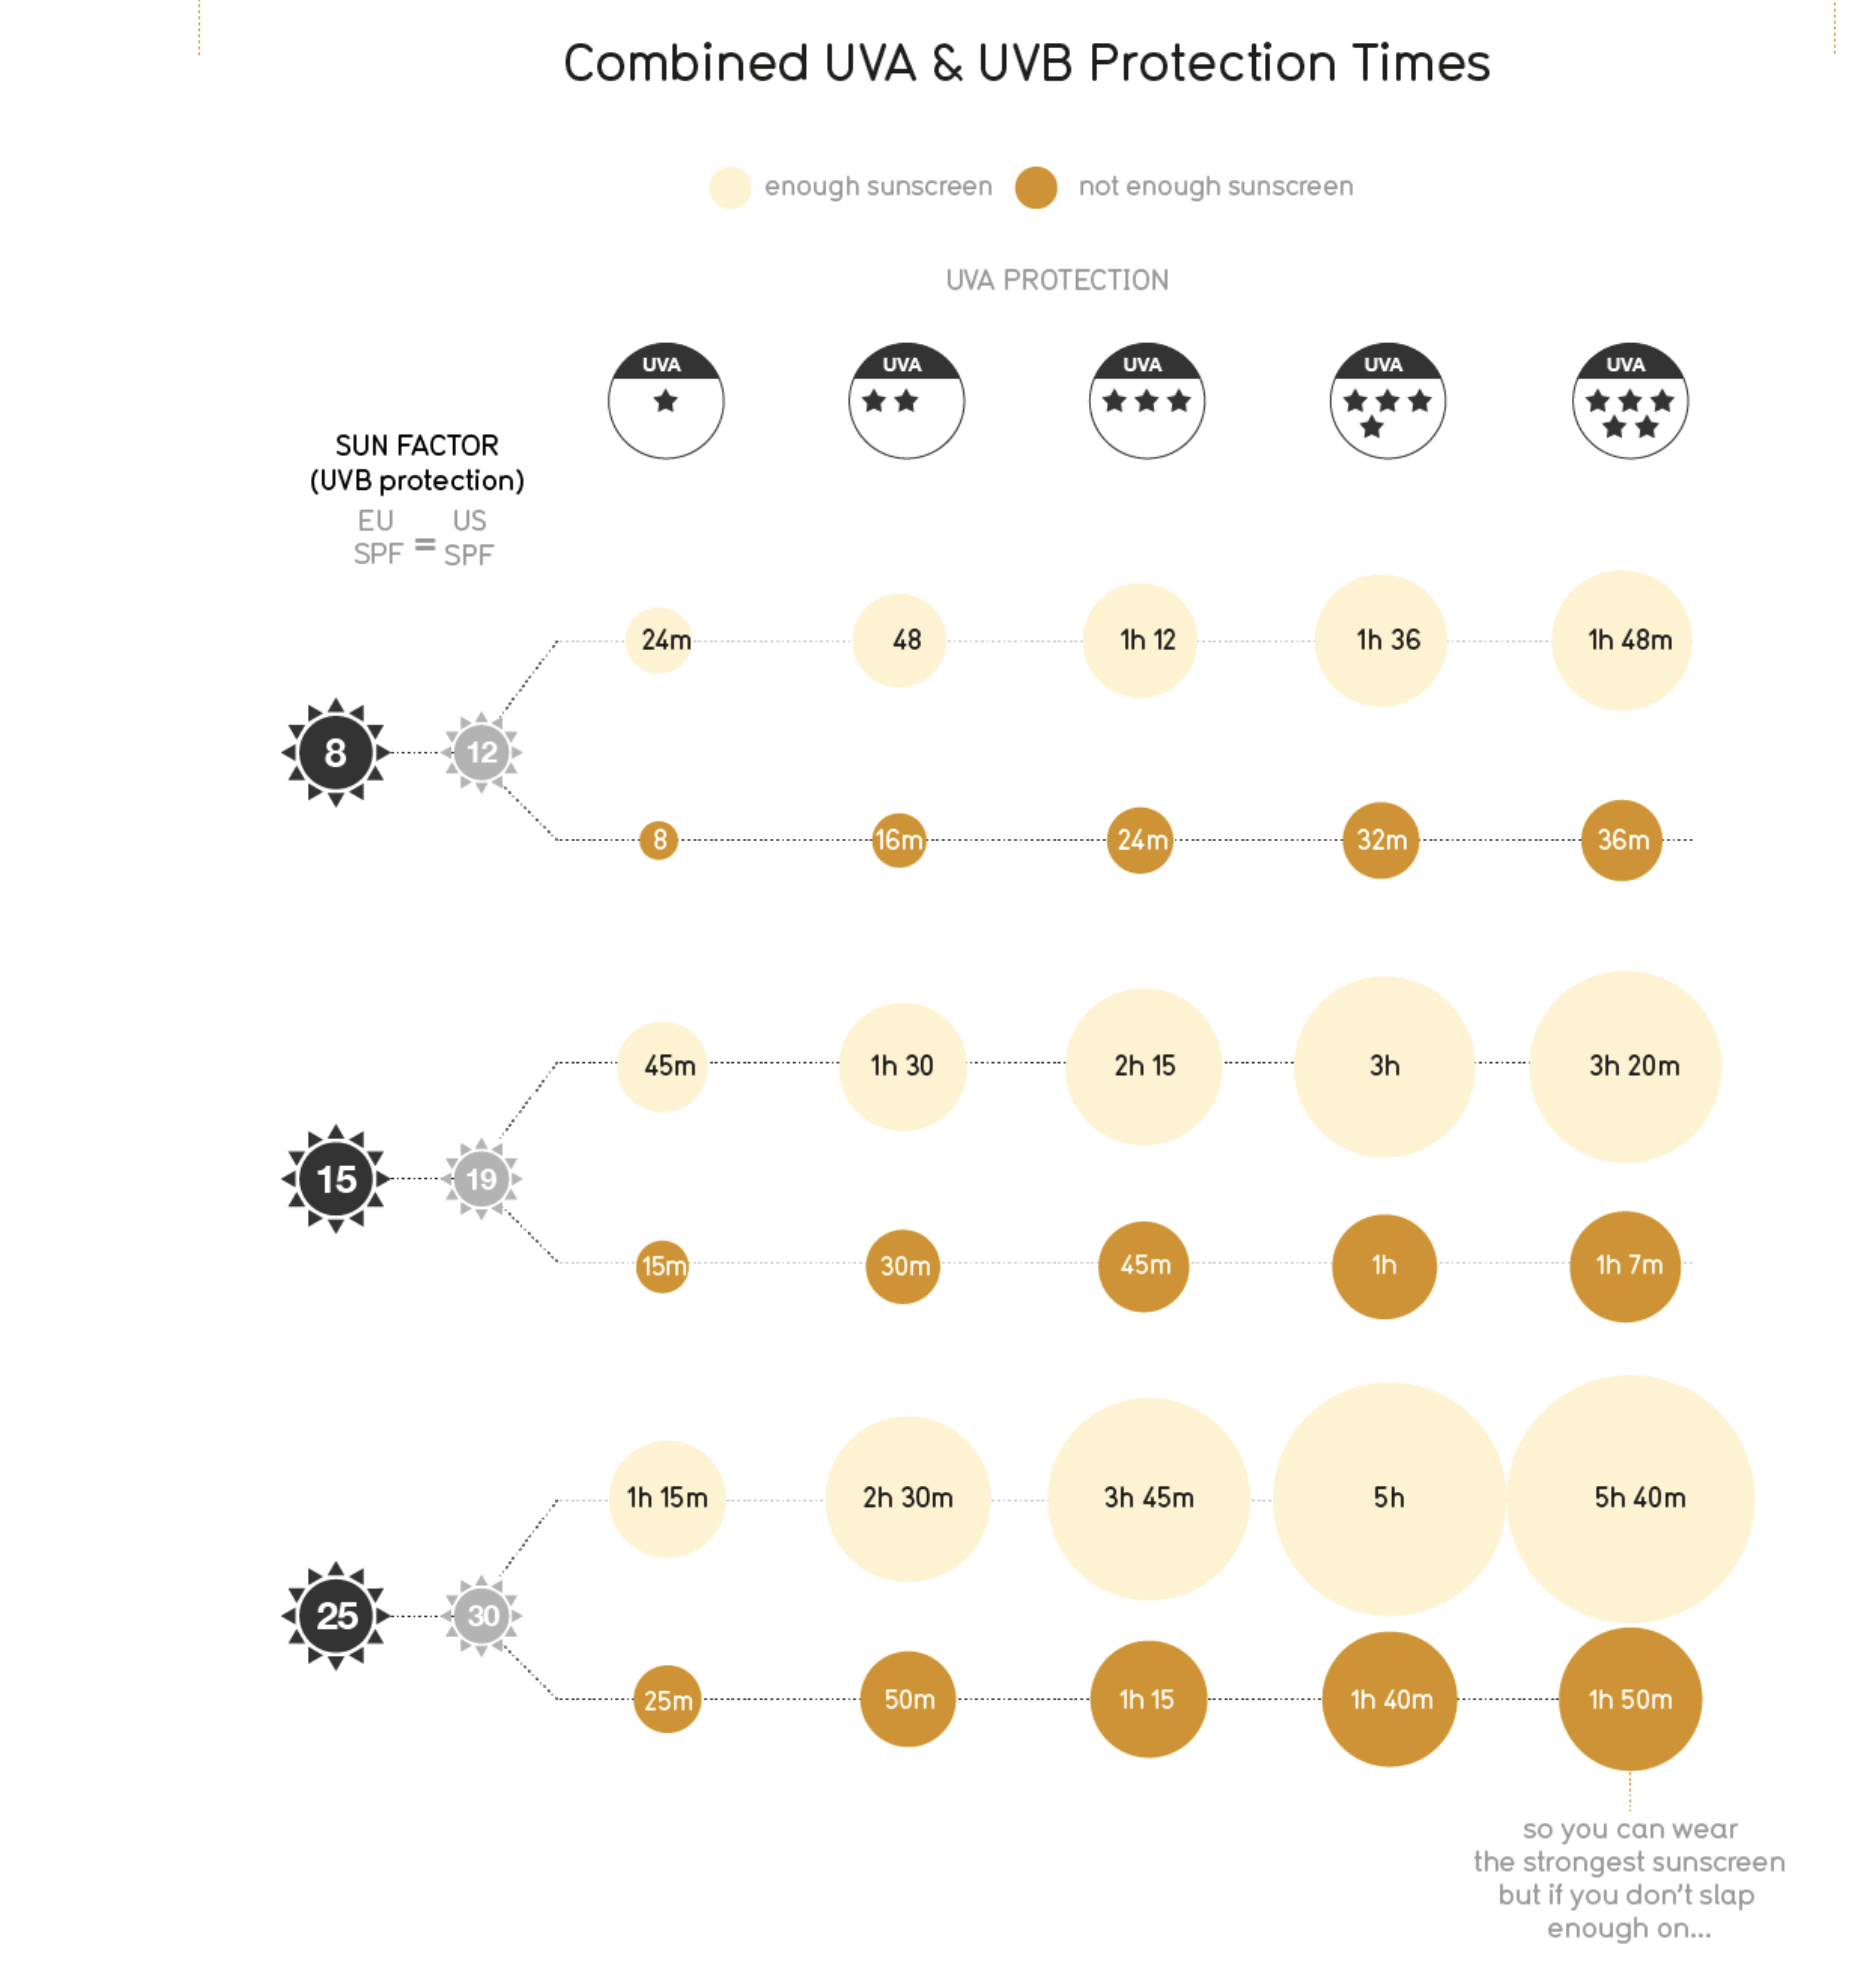 Combined UVA & UVB Protection Times
enough sunscreen
not enough sunscreen
UVA PROTECTION
UVA
UVA
UVA
UVA
UVA
SUN FACTOR
(UVB protection)
EU
SPF
=
US
SPF
24m
48
1h 12
1h 36
1h 48m
8
12
8
16m
24m
32m
36m
45m
1h 30
2h 15
3h
3h 20m
15
19
15m
30m
45m
1h
1h 7m
1h 15m
2h 30m
3h 45m
5h
5h 40m
25
30
25m
50m
1h 15
1h 40m
1h 50m
so you can wear
the strongest sunscreen
but if you don't slap
enough on...